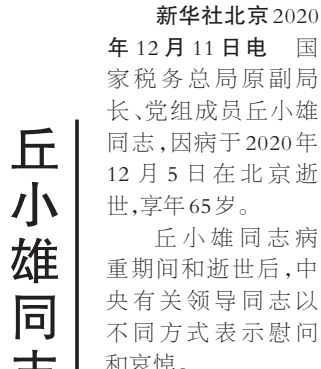 丘小雄同志
新华社北京2020
年12月11日电 国
家税务总局原副局
长、党组成员丘小雄
同志,因病于2020年
12月5日在北京逝
世,享年65岁。
丘小雄同志病
重期间和逝世后,中
央有关领导同志以
不同方式表示慰问
和哀悼。